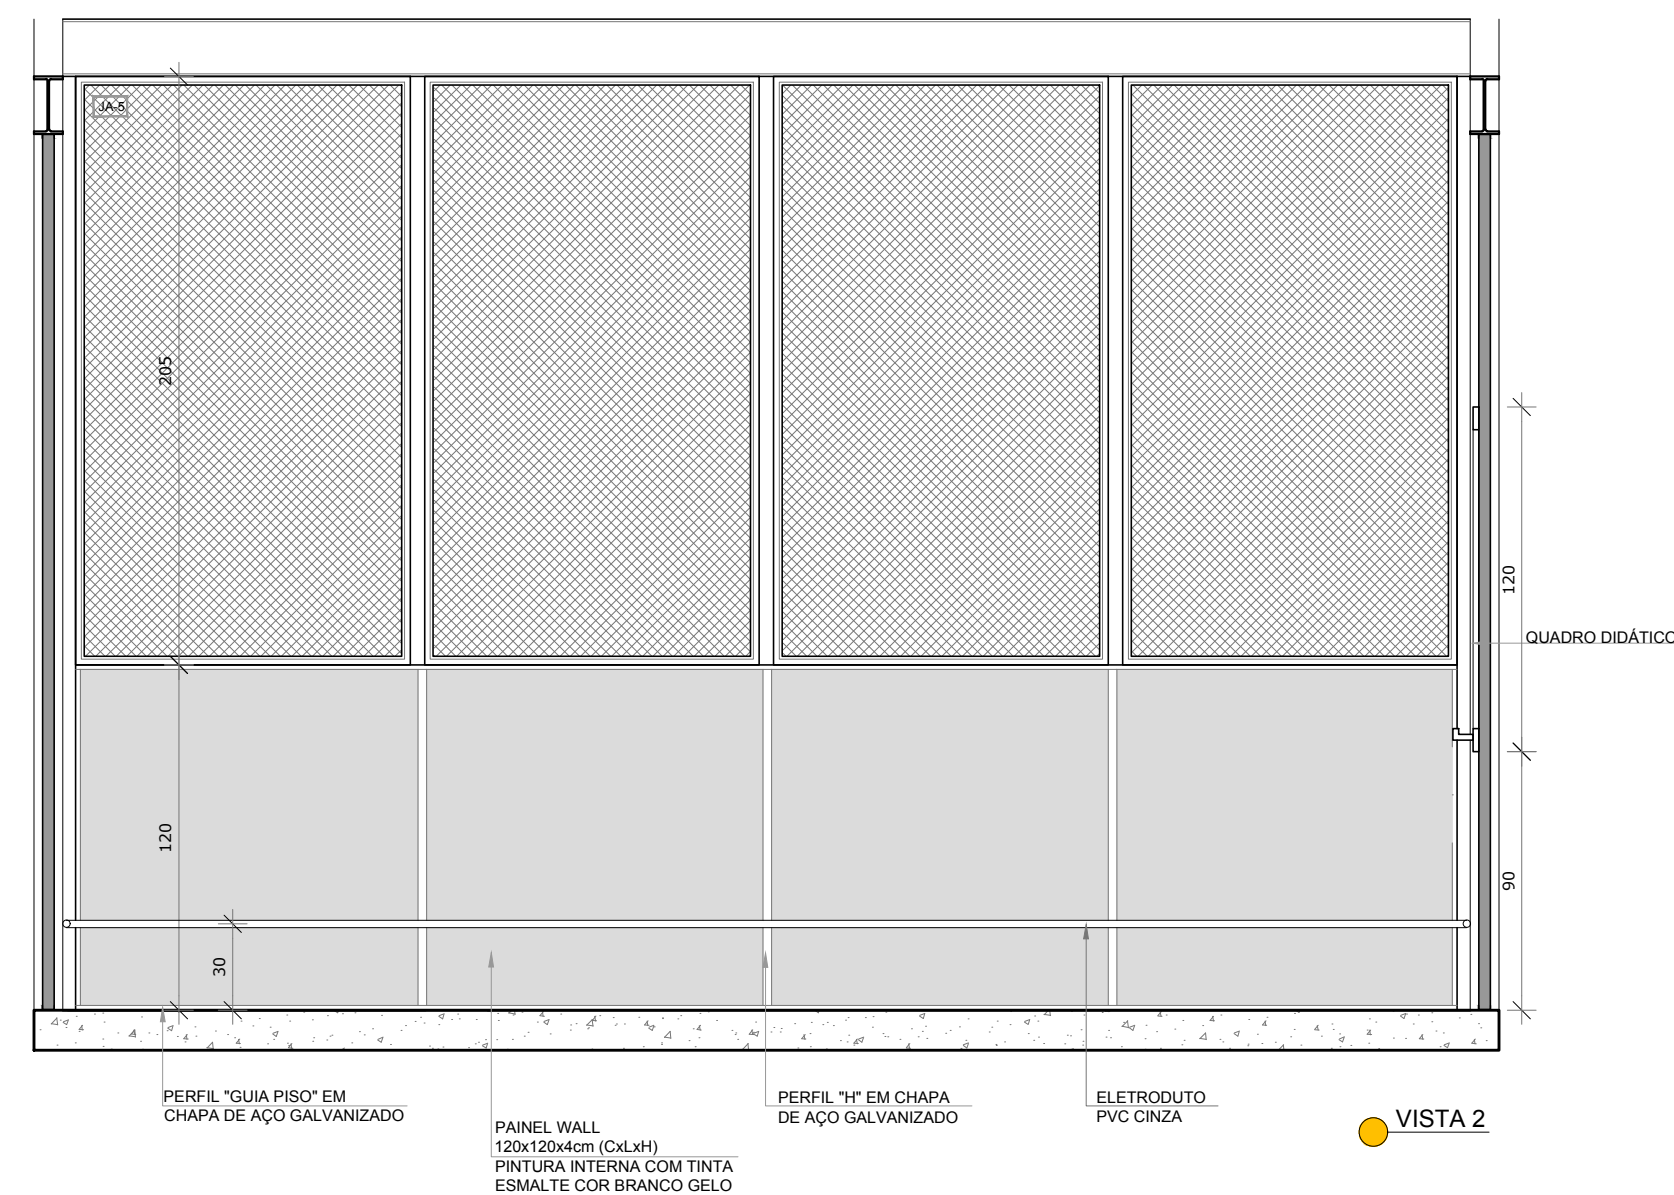 JA-5
205
120
QUADRO DIDÁTICO
120
90
30
PERFIL "GUIA PISO" EM
CHAPA DE AÇO GALVANIZADO
PAINEL WALL
120x120x4cm (CxLxH)
PINTURA INTERNA COM TINTA
ESMALTE COR BRANCO GELO
PERFIL "H" EM CHAPA
DE AÇO GALVANIZADO
ELETRODUTO
PVC CINZA
VISTA 2